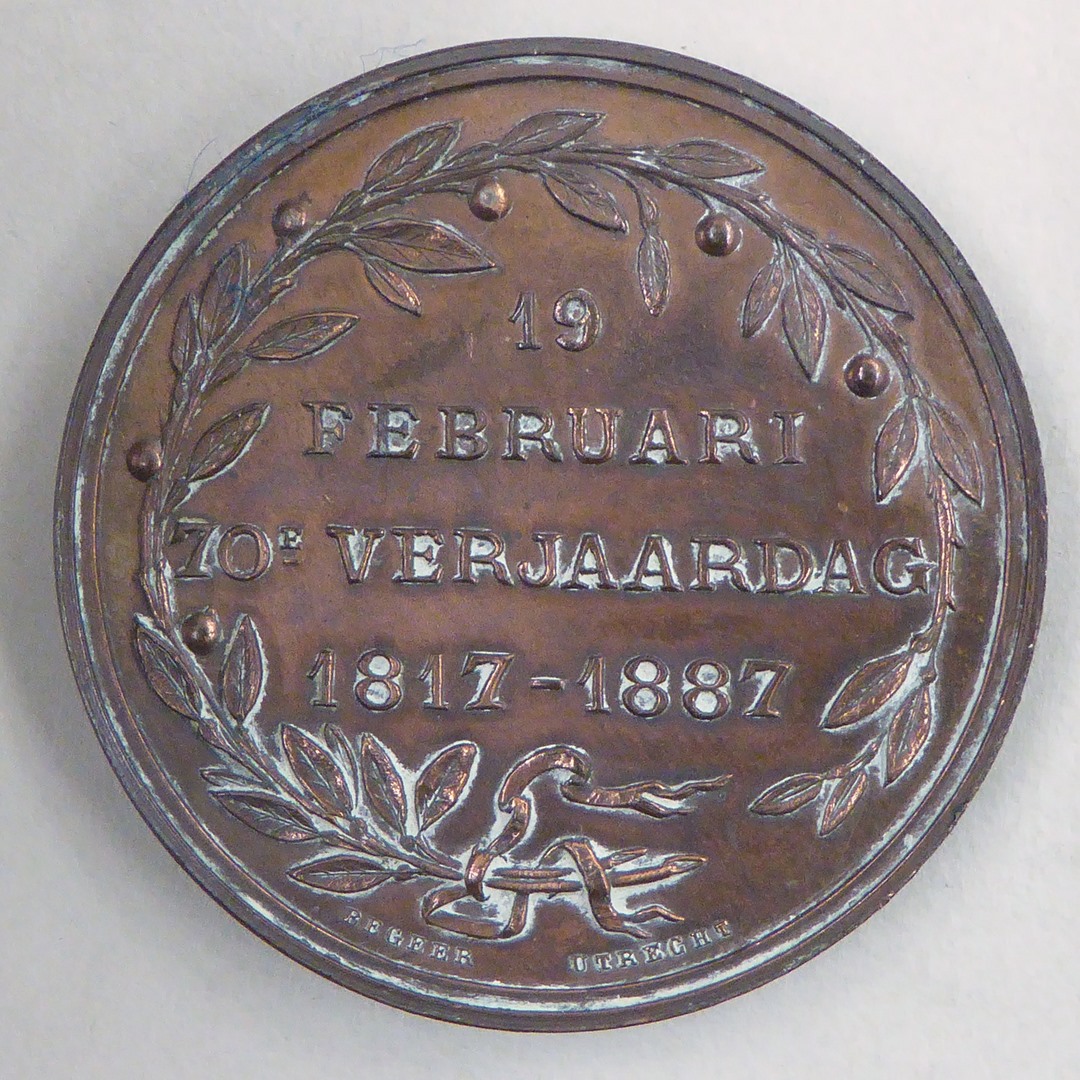 19
FEBRUARI
70E VERJAARDAG
1817-1887
BEGEER UTRECHT